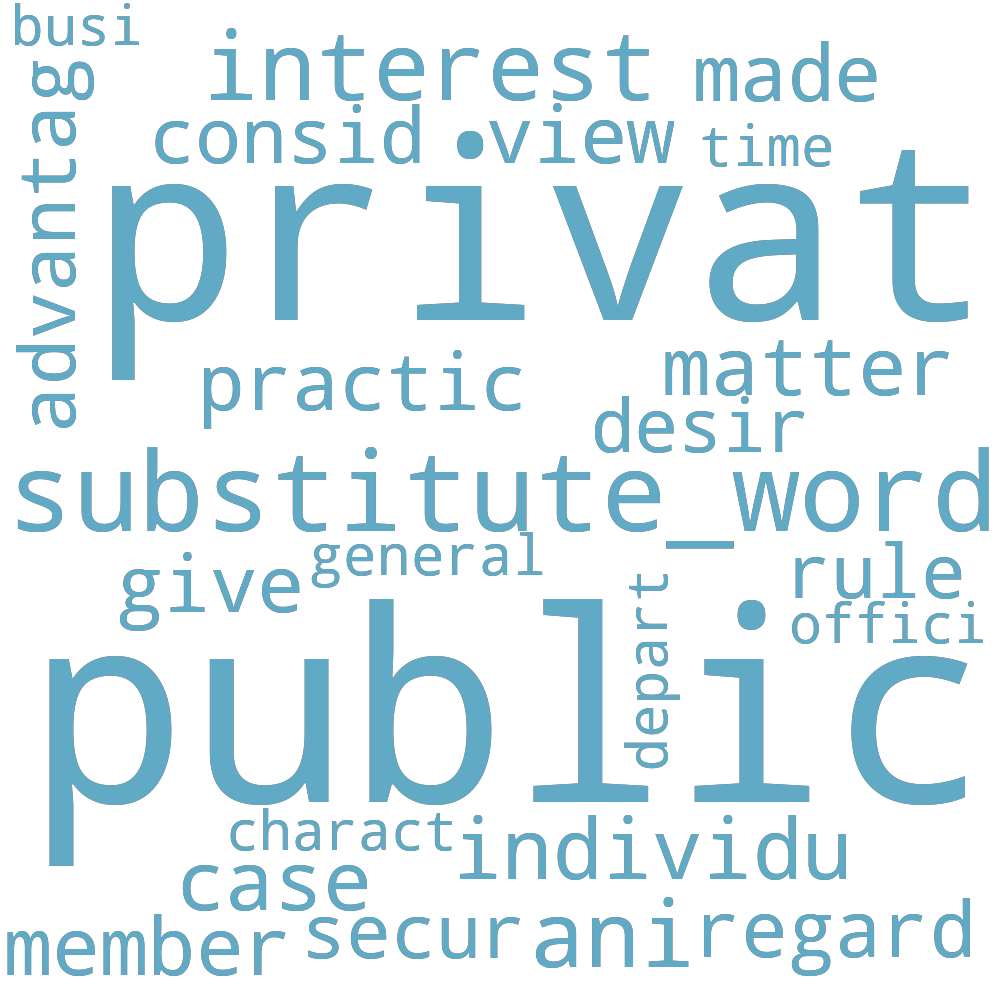 busi
interest
made
advantag
consid
view
time
privat
practic
matter
desir
substitute_word
give
general
rule
offici
depart
public
charact
individu
case
member
secur
ani
regard